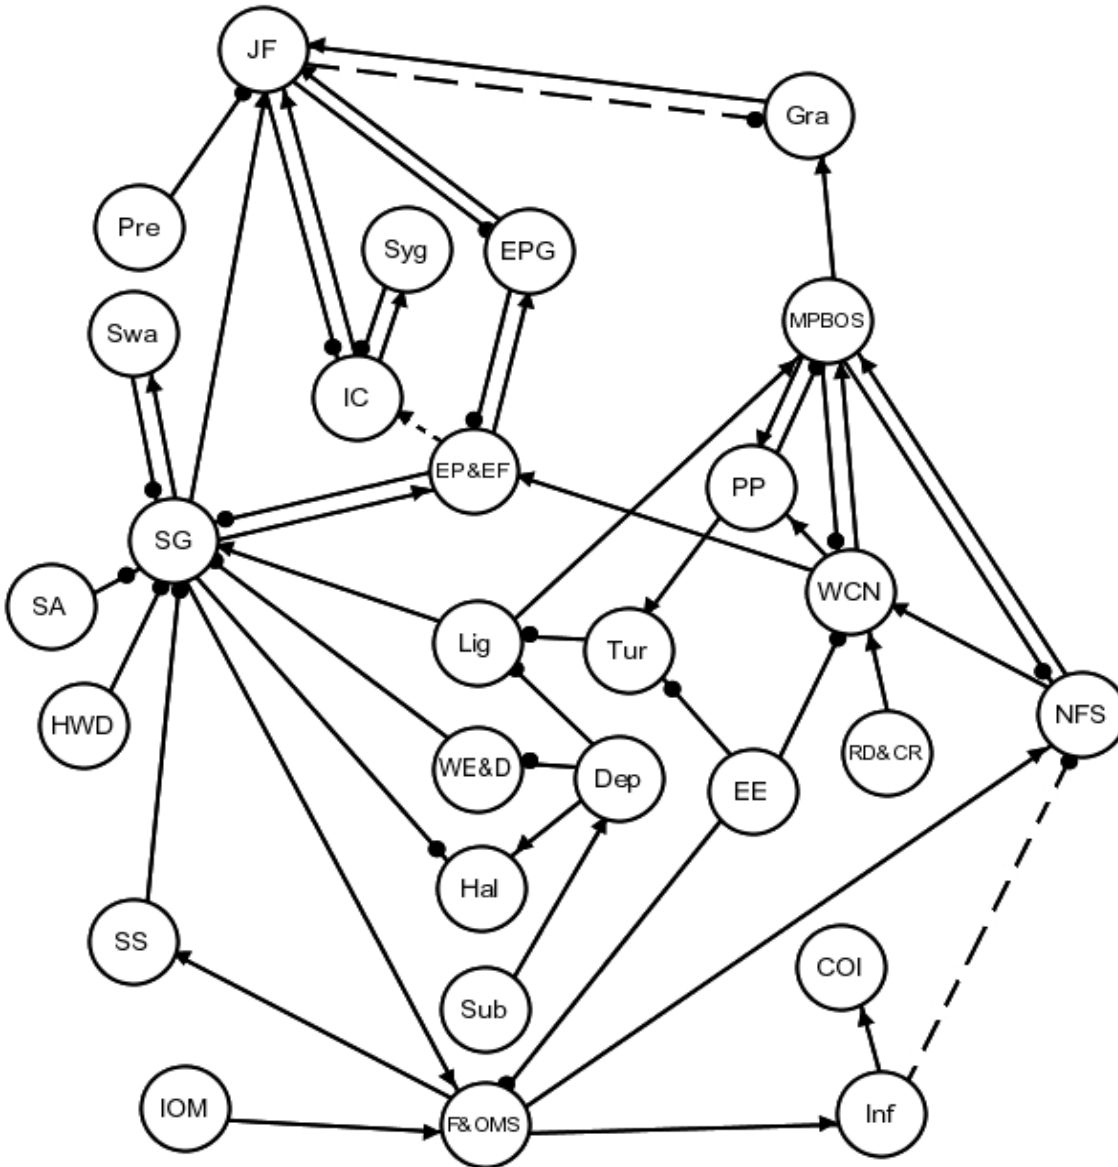 JF
Gra
Pre
Syg
EPG
Swa
MPBOS
IC
EP&EF
PP
SG
WCN
SA
Lig
Tur
HWD
NFS
RD&CR
WE&D
Dep
EE
Hal
SS
COI
Sub
IOM
F&OMS
Inf